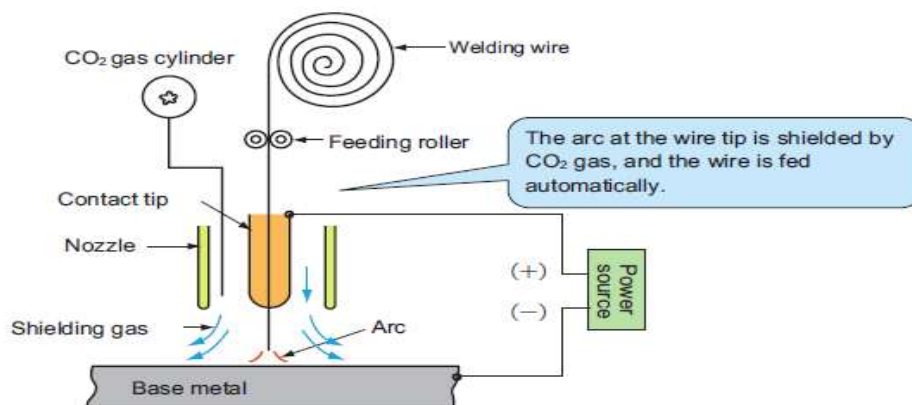 CO₂ gas cylinder
Welding wire
Feeding roller
The arc at the wire tip is shielded by
CO₂ gas, and the wire is fed
automatically.
Contact tip
Nozzle
(+)
(−)
Power
source
Shielding gas
Arc
Base metal